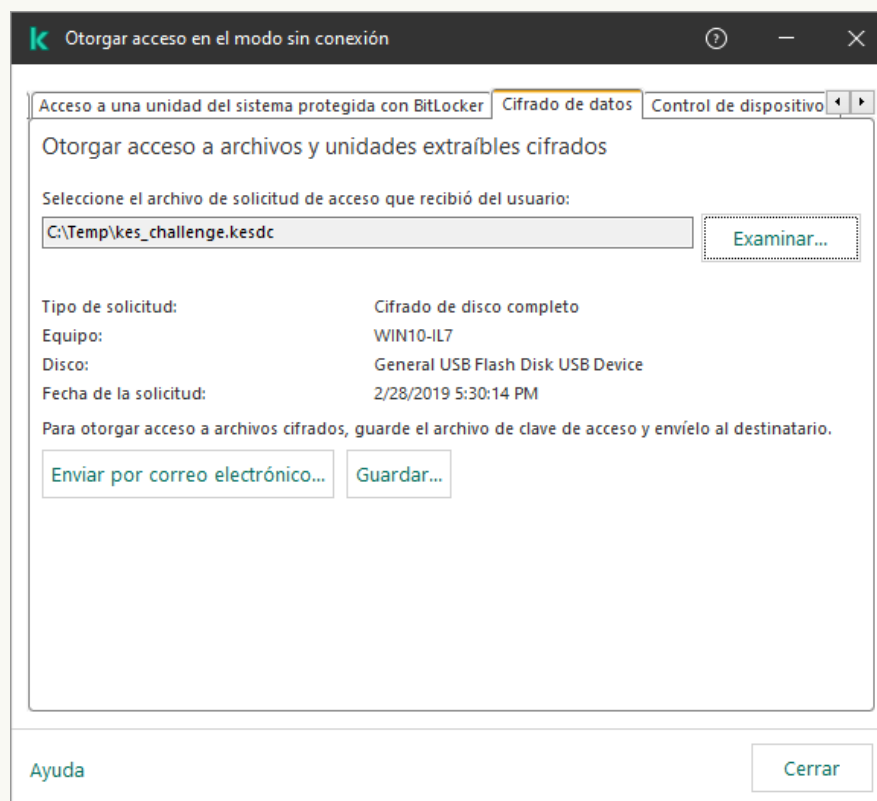 Otorgar acceso en el modo sin conexión
Acceso a una unidad del sistema protegida con BitLocker Cifrado de datos Control de dispositivo
Otorgar acceso a archivos y unidades extraíbles cifrados
Seleccione el archivo de solicitud de acceso que recibió del usuario:
C:\Temp\kes_challenge.kesdc Examinar...
Tipo de solicitud: Cifrado de disco completo
Equipo: WIN10-IL7
Disco: General USB Flash Disk USB Device
Fecha de la solicitud: 2/28/2019 5:30:14 PM
Para otorgar acceso a archivos cifrados, guarde el archivo de clave de acceso y envíelo al destinatario.
Enviar por correo electrónico... Guardar...
Ayuda Cerrar